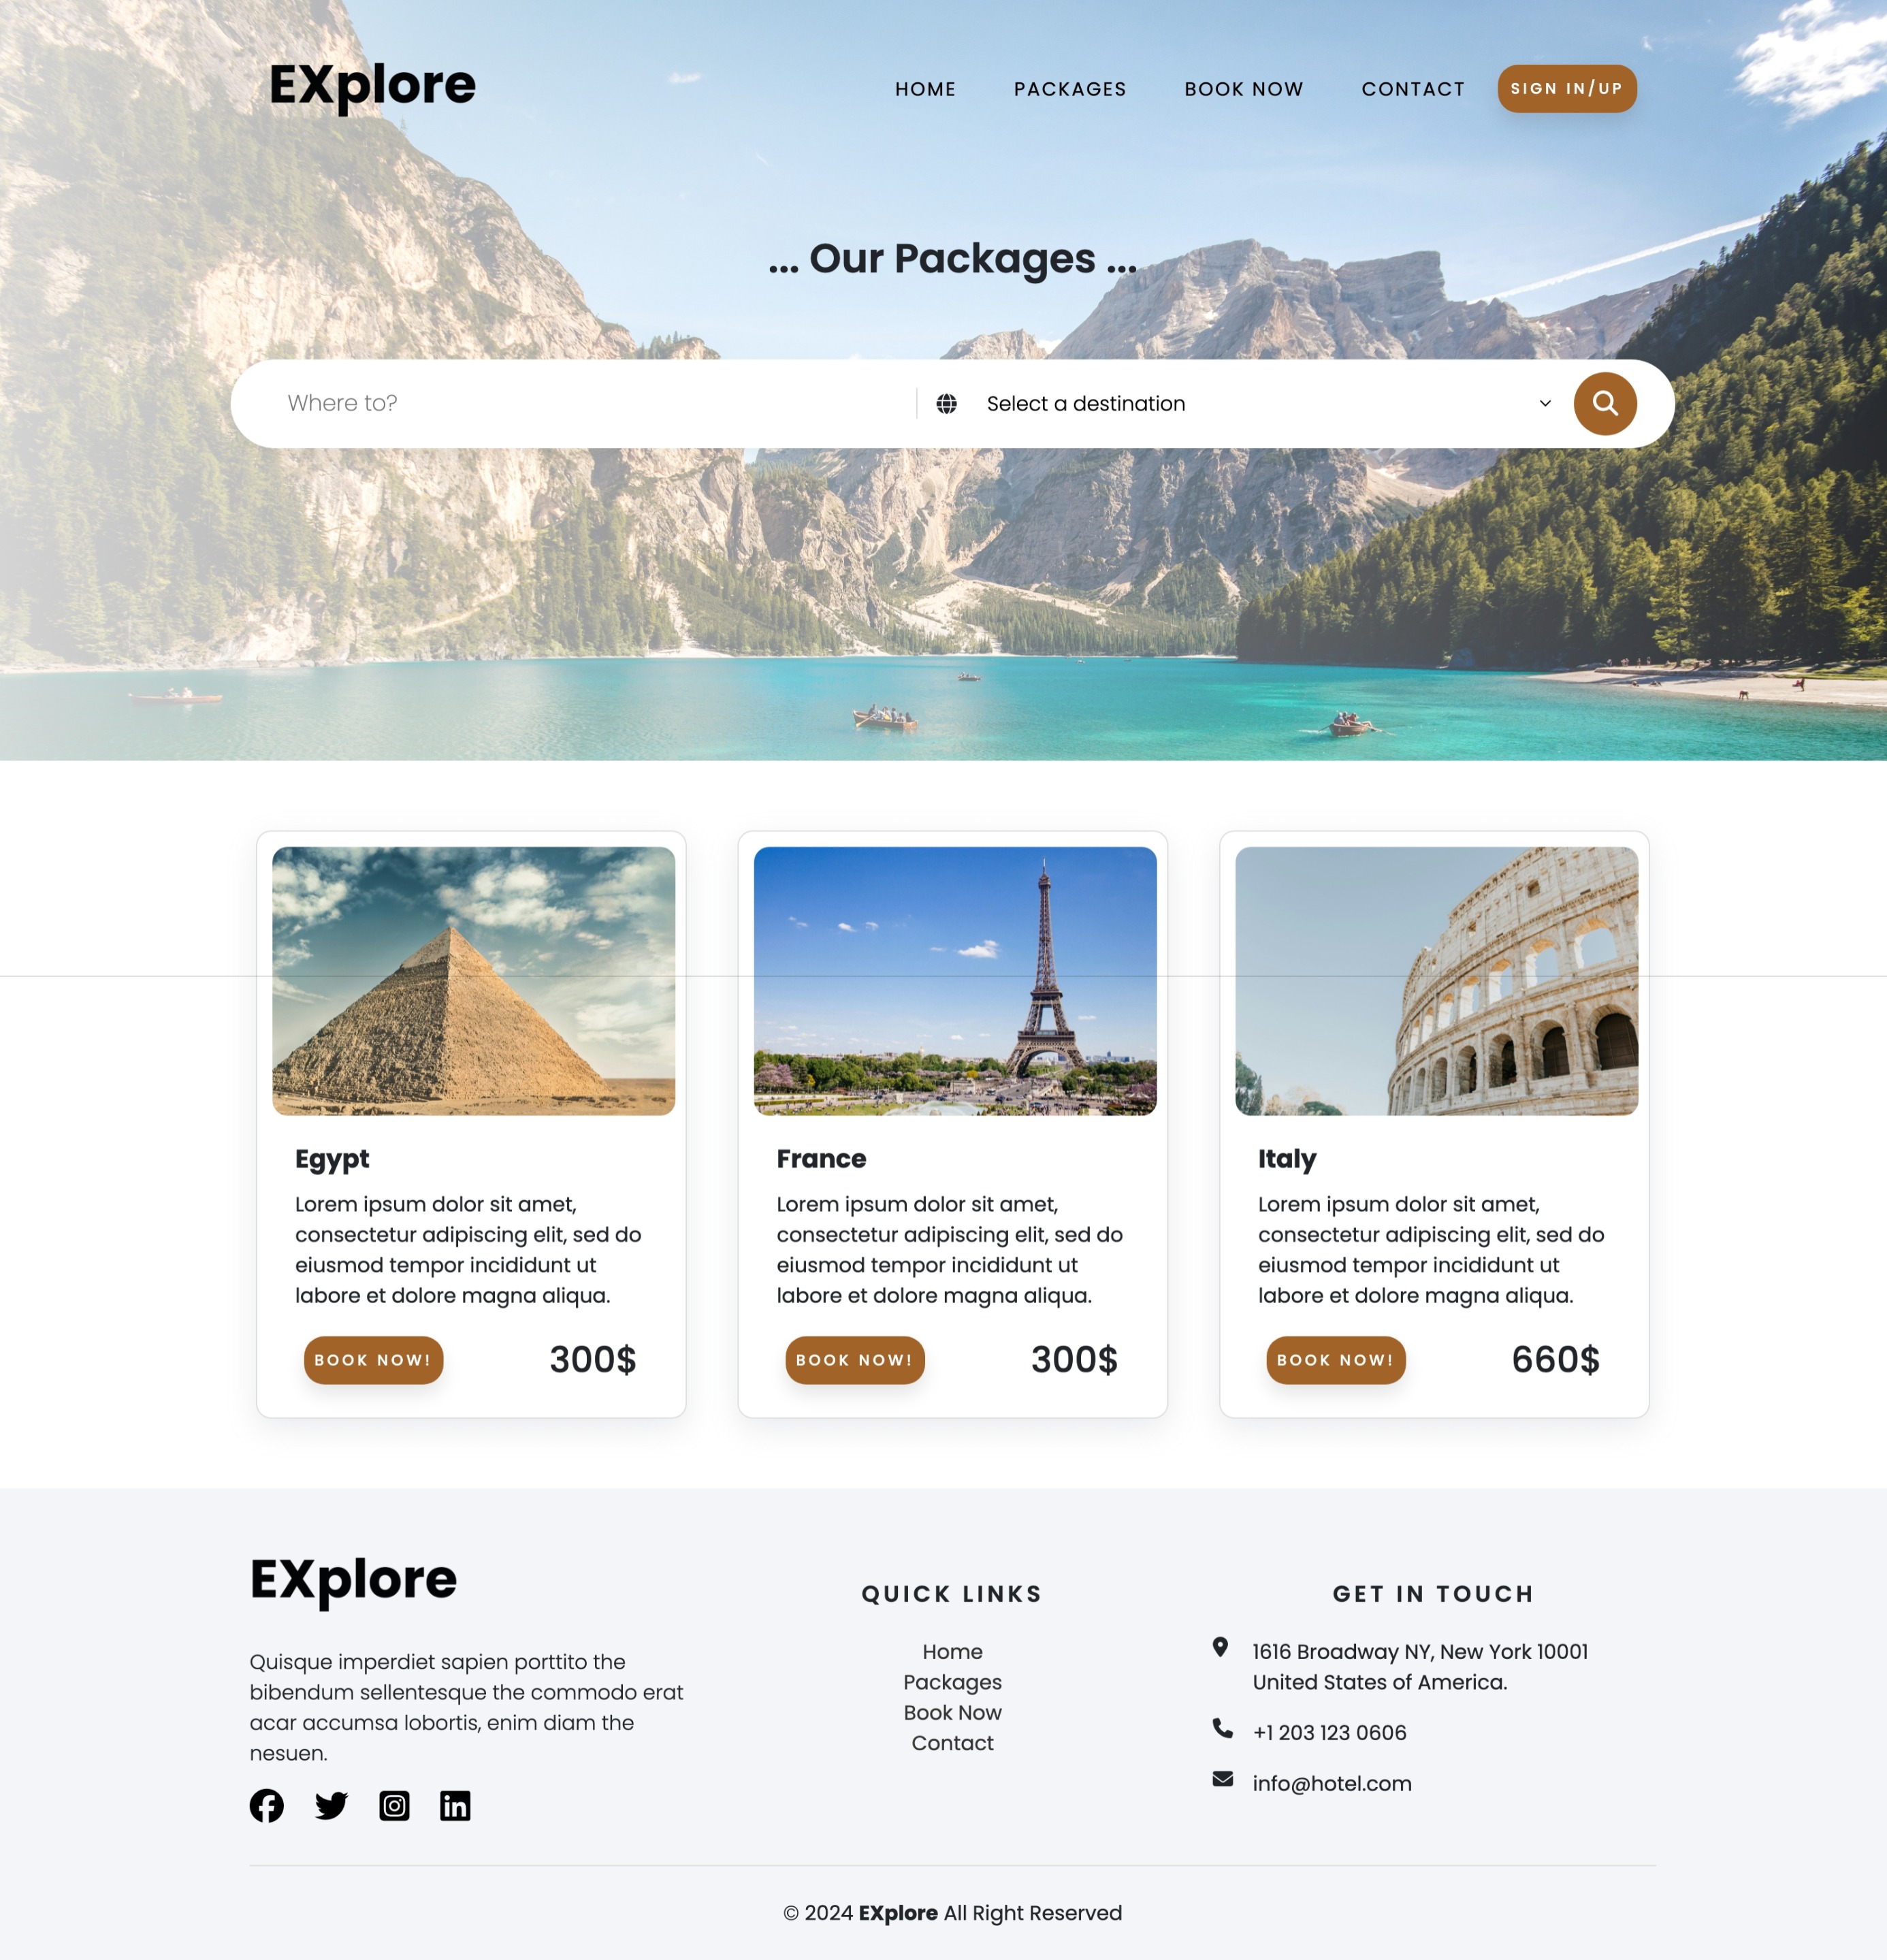 EXplore
HOME PACKAGES BOOK NOW CONTACT SIGN IN/UP
... Our Packages ...
Where to? Select a destination
Egypt
Lorem ipsum dolor sit amet,
consectetur adipiscing elit, sed do
eiusmod tempor incididunt ut
labore et dolore magna aliqua.
BOOK NOW! 300$
France
Lorem ipsum dolor sit amet,
consectetur adipiscing elit, sed do
eiusmod tempor incididunt ut
labore et dolore magna aliqua.
BOOK NOW! 300$
Italy
Lorem ipsum dolor sit amet,
consectetur adipiscing elit, sed do
eiusmod tempor incididunt ut
labore et dolore magna aliqua.
BOOK NOW! 660$
EXplore
Quisque imperdiet sapien porttito the
bibendum sellentesque the commodo erat
acar accumsa lobortis, enim diam the
nesuen.
QUICK LINKS
Home
Packages
Book Now
Contact
GET IN TOUCH
1616 Broadway NY, New York 10001
United States of America.
+1 203 123 0606
info@hotel.com
© 2024 EXplore All Right Reserved